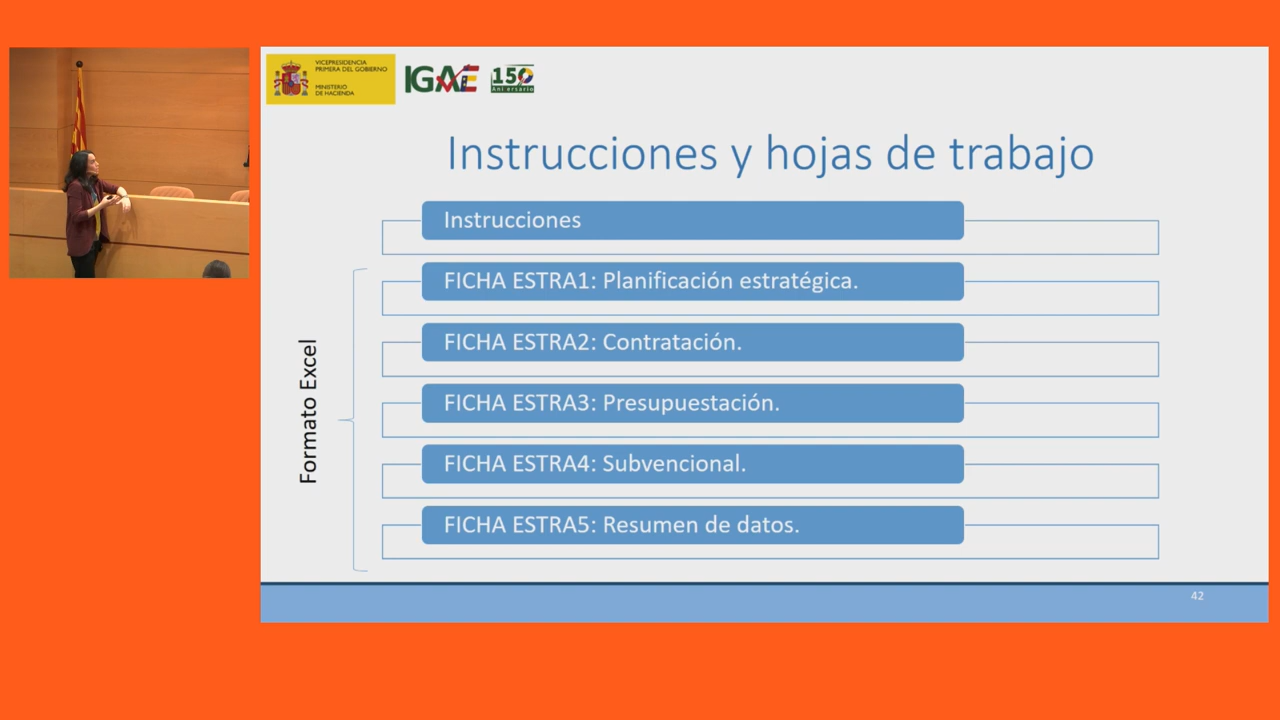 VICEPRESIDENCIA
PRIMERA DEL GOBIERNO
MINISTERIO
DE HACIENDA
IGAE
150
Aniversario
Instrucciones y hojas de trabajo
Instrucciones
FICHA ESTRA1: Planificación estratégica.
FICHA ESTRA2: Contratación.
FICHA ESTRA3: Presupuestación.
FICHA ESTRA4: Subvencional.
FICHA ESTRA5: Resumen de datos.
Formato Excel
42